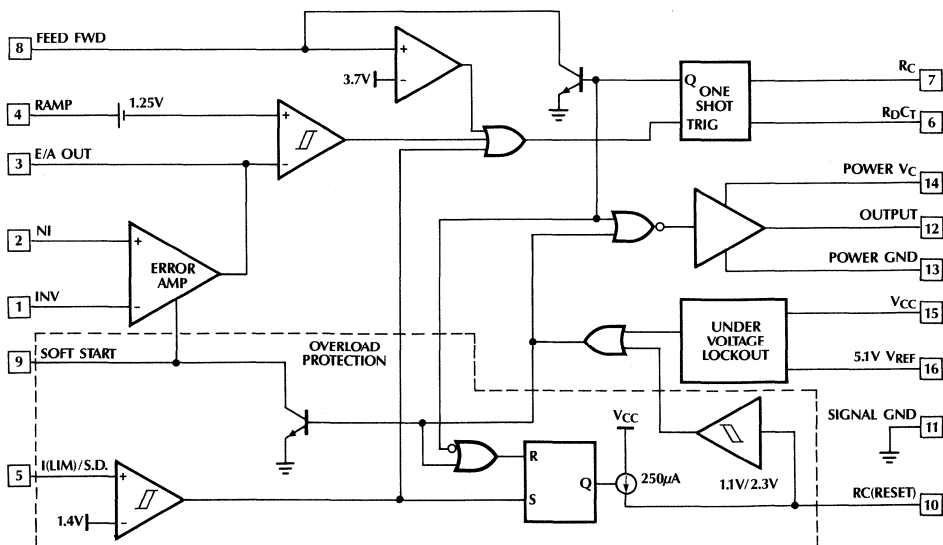 8 FEED FWD
3.7V
+
-
Q ONE
SHOT
TRIG
RC 7
RDCT 6
4 RAMP
1.25V
+
-
3 E/A OUT
2 NI
+
ERROR
AMP
-
1 INV
POWER VC 14
OUTPUT 12
POWER GND 13
VCC 15
UNDER
VOLTAGE
LOCKOUT
5.1V VREF 16
9 SOFT START
OVERLOAD
PROTECTION
SIGNAL GND 11
VCC
1.1V/2.3V
5 I(LIM)/S.D.
+
-
1.4V
R
S
Q
250μA
RC(RESET) 10